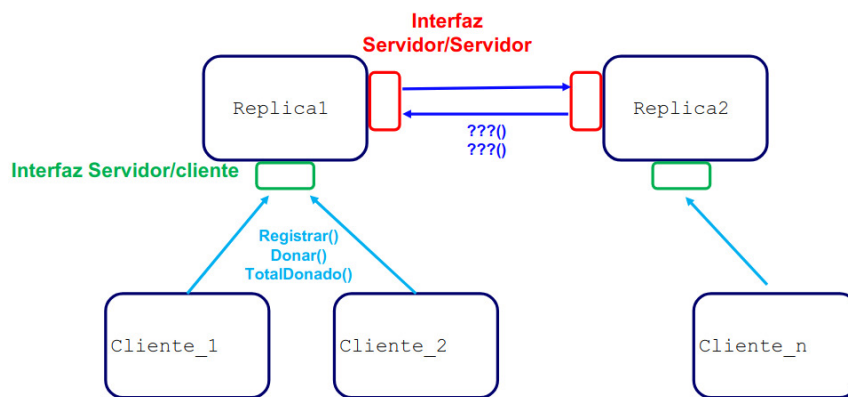 Interfaz
Servidor/Servidor
Replica1
Replica2
???()
???()
Interfaz Servidor/cliente
Registrar()
Donar()
TotalDonado()
Cliente_1
Cliente_2
Cliente_n